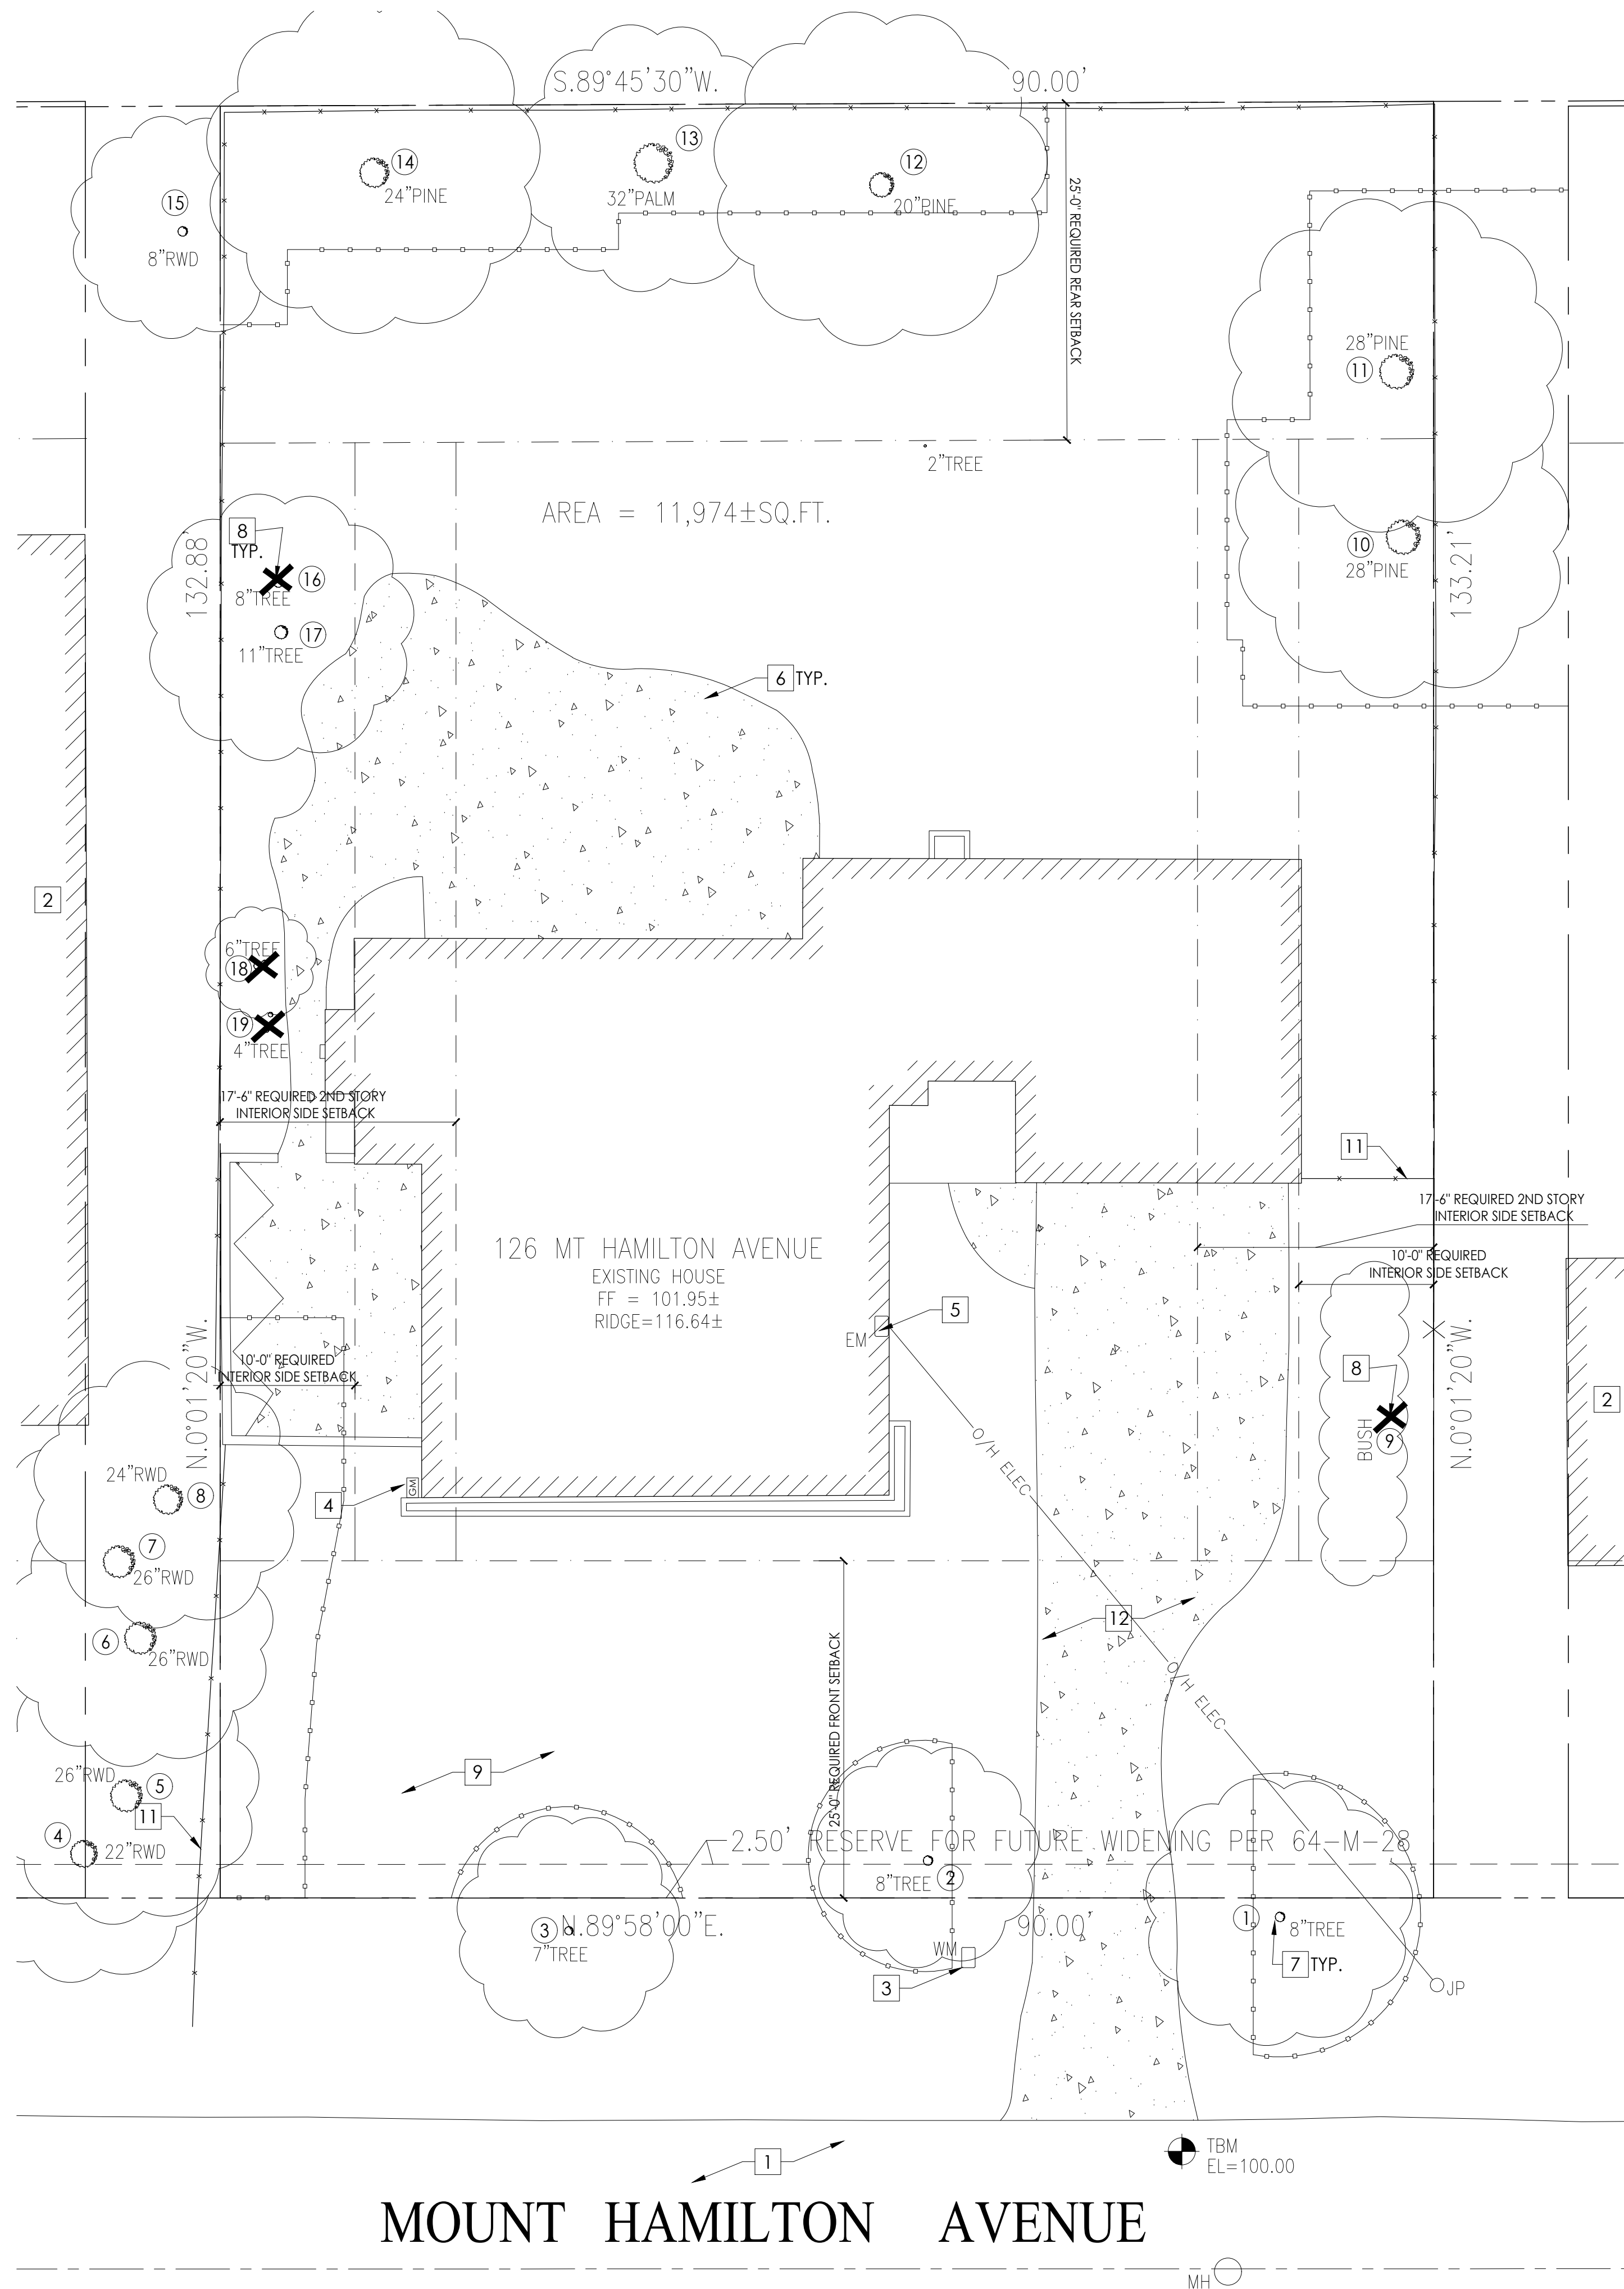 S.89°45'30"W. 90.00'
13
14
12
24"PINE
32"PALM
20"PINE
15
8"RWD
25'-0" REQUIRED REAR SETBACK
28"PINE
11
2"TREE
AREA = 11,974±SQ.FT.
8
TYP.
132.88'
16
8"TREE
17
11"TREE
10
28"PINE
133.21'
6 TYP.
2
6"TREE
18
19
4"TREE
17'-6" REQUIRED 2ND STORY
INTERIOR SIDE SETBACK
11
17'-6" REQUIRED 2ND STORY
INTERIOR SIDE SETBACK
10'-0" REQUIRED
INTERIOR SIDE SETBACK
126 MT HAMILTON AVENUE
EXISTING HOUSE
FF = 101.95±
RIDGE=116.64±
5
EM
N.0°01'20"W.
10'-0" REQUIRED
INTERIOR SIDE SETBACK
8
BUSH
9
N.0°01'20"W.
2
O/H ELEC
24"RWD
8
GM
4
7
26"RWD
6
26"RWD
12
O/H ELEC
25'-0" REQUIRED FRONT SETBACK
9
26"RWD
5
11
4
22"RWD
2.50' RESERVE FOR FUTURE WIDENING PER 64-M-28
8"TREE
2
3
N.89°58'00"E. 90.00'
7"TREE
1
8"TREE
WM
3
7 TYP.
JP
1
TBM
EL=100.00
MOUNT HAMILTON AVENUE
MH